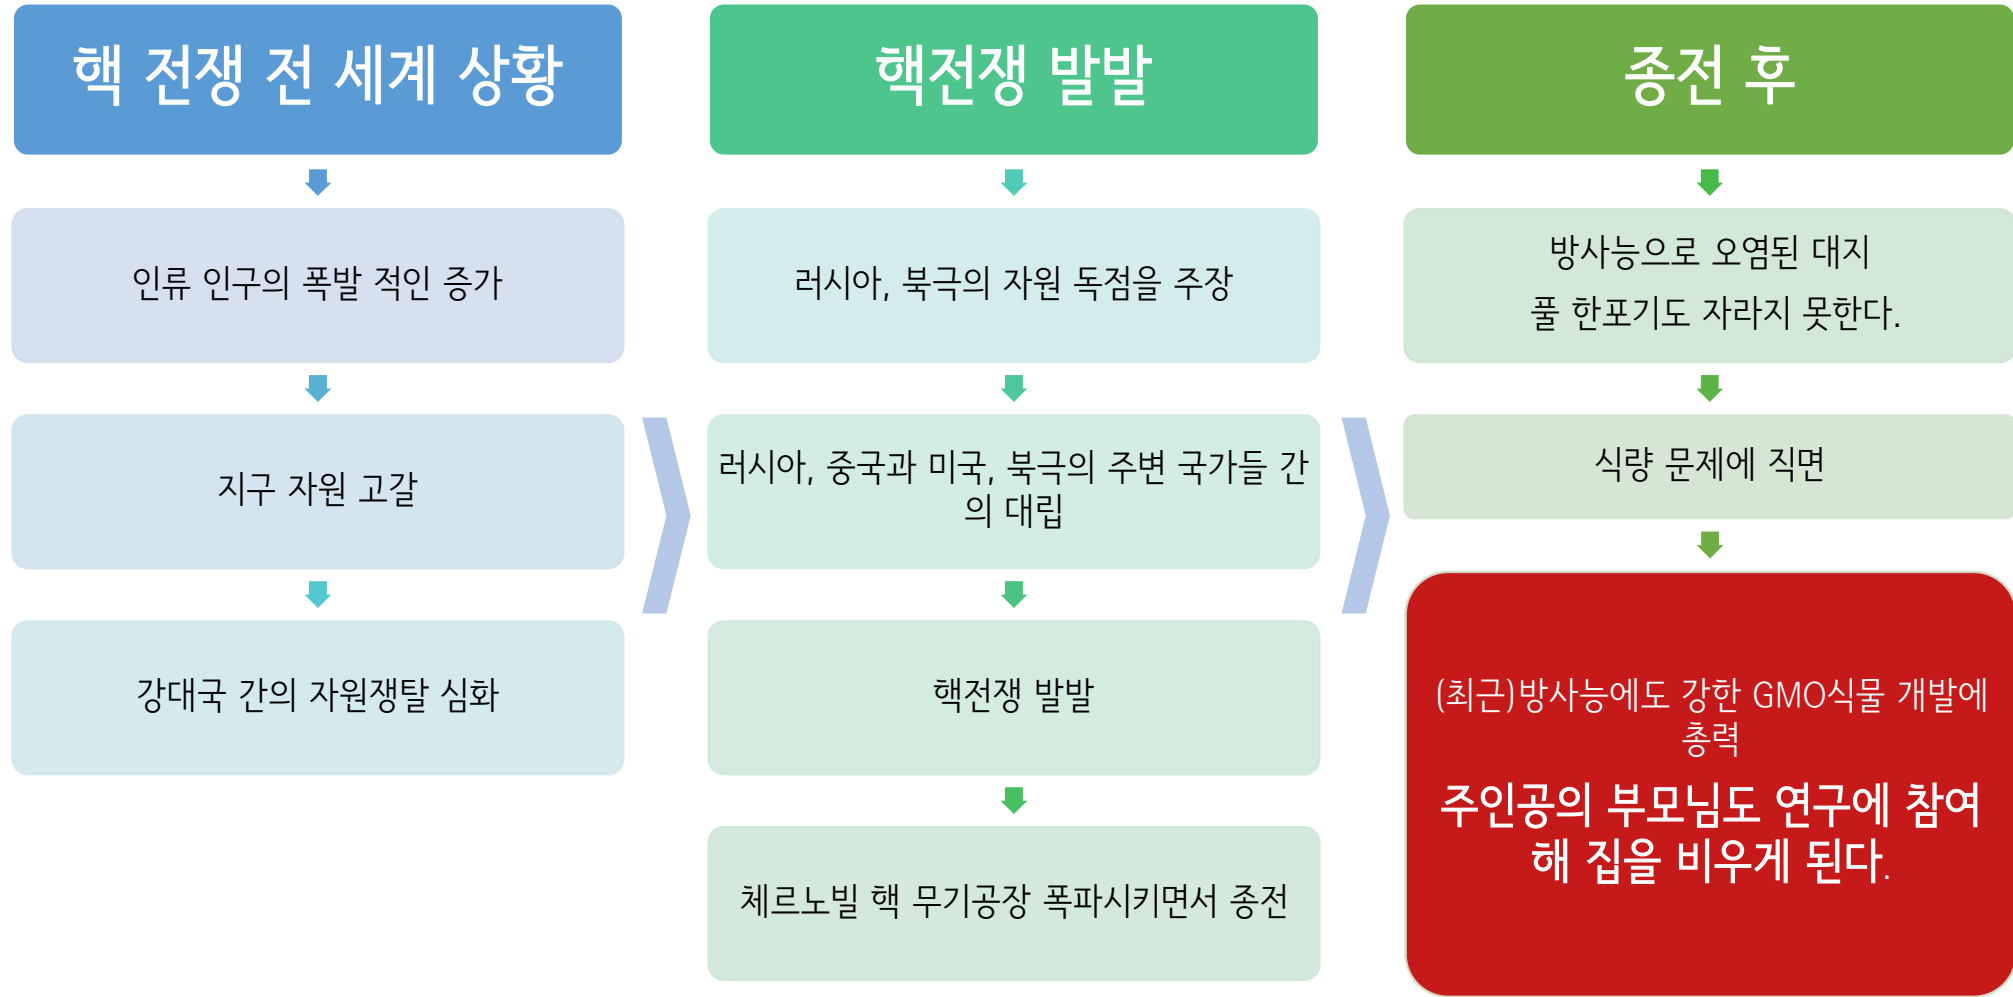 핵 전쟁 전 세계 상황
인류 인구의 폭발 적인 증가
지구 자원 고갈
강대국 간의 자원쟁탈 심화
핵전쟁 발발
러시아, 북극의 자원 독점을 주장
러시아, 중국과 미국, 북극의 주변 국가들 간
의 대립
핵전쟁 발발
체르노빌 핵 무기공장 폭파시키면서 종전
종전 후
방사능으로 오염된 대지
풀 한포기도 자라지 못한다.
식량 문제에 직면
(최근)방사능에도 강한 GMO식물 개발에
총력
주인공의 부모님도 연구에 참여
해 집을 비우게 된다.